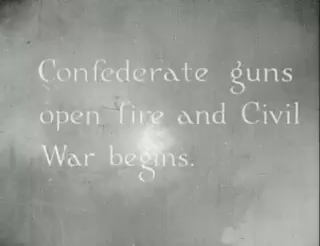 Confederate guns
open fire and Civil
War begins.